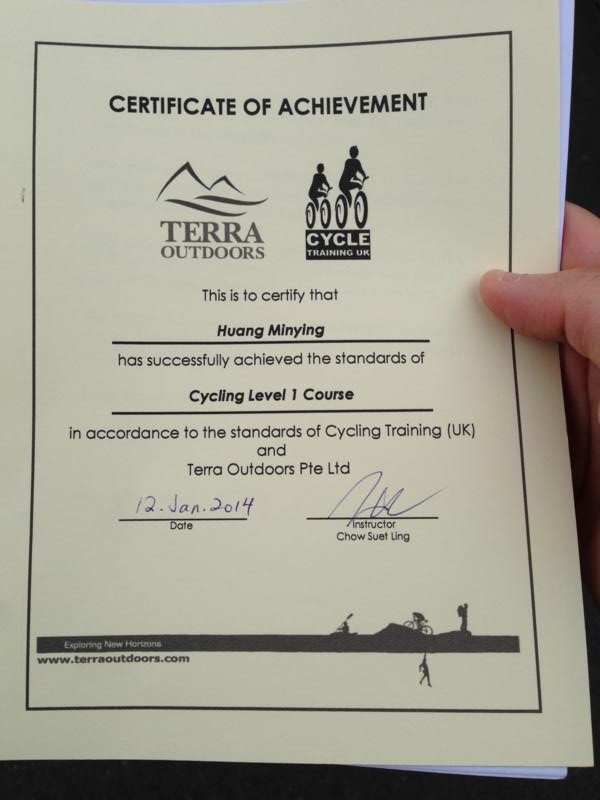 CERTIFICATE OF ACHIEVEMENT
TERRA
OUTDOORS
CYCLE
TRAINING UK
This is to certify that
Huang Minying
has successfully achieved the standards of
Cycling Level 1 Course
in accordance to the standards of Cycling Training (UK)
and
Terra Outdoors Pte Ltd
12. Jan. 2014
Date
Instructor
Chow Suet Ling
Exploring New Horizons
www.terraoutdoors.com